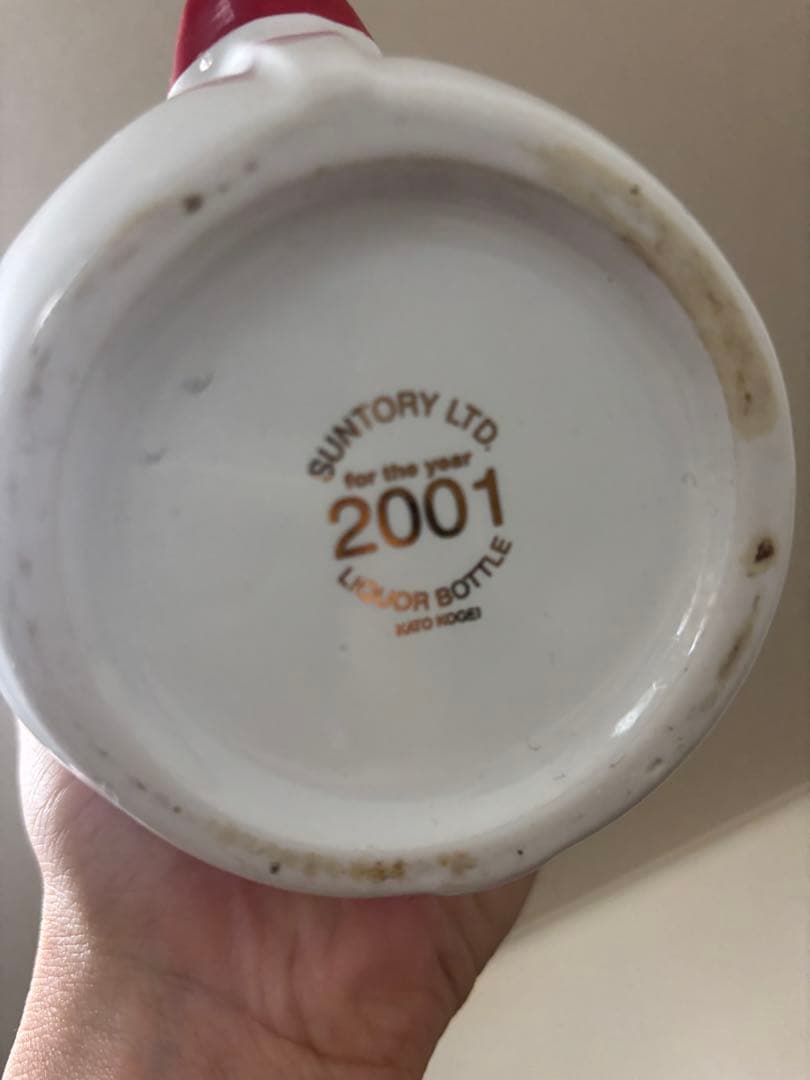 SUNTORY LTD.
for the year
2001
LIQUOR BOTTLE
KATO KOGEI